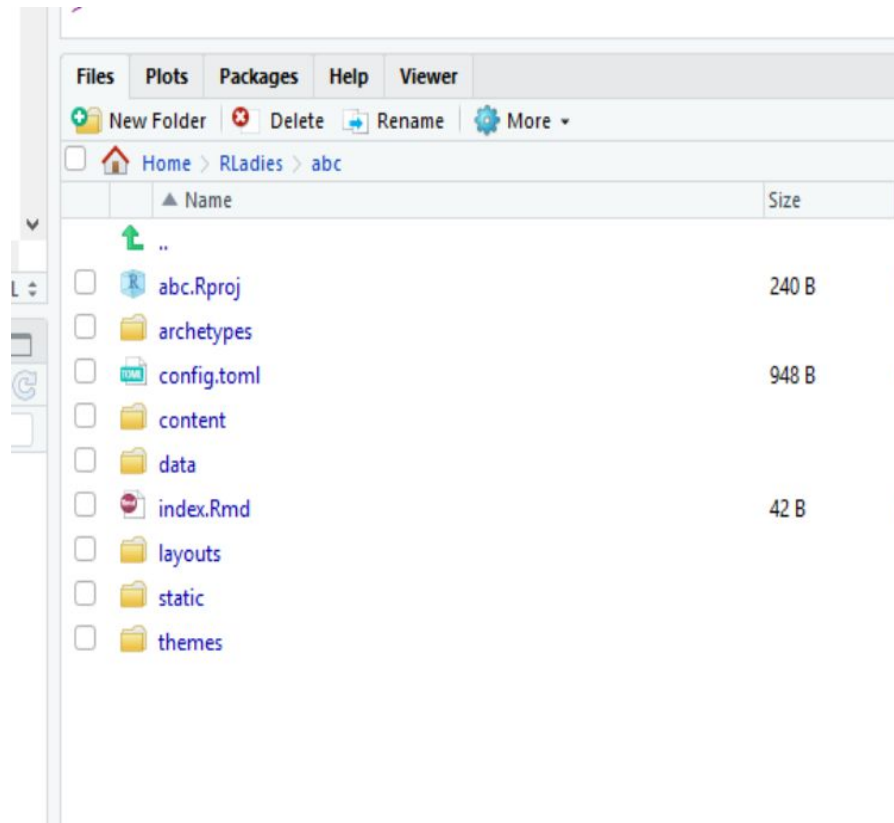 Files Plots Packages Help Viewer
New Folder Delete Rename More
Home > RLadies > abc
Name Size
..
abc.Rproj 240 B
archetypes
config.toml 948 B
content
data
index.Rmd 42 B
layouts
static
themes